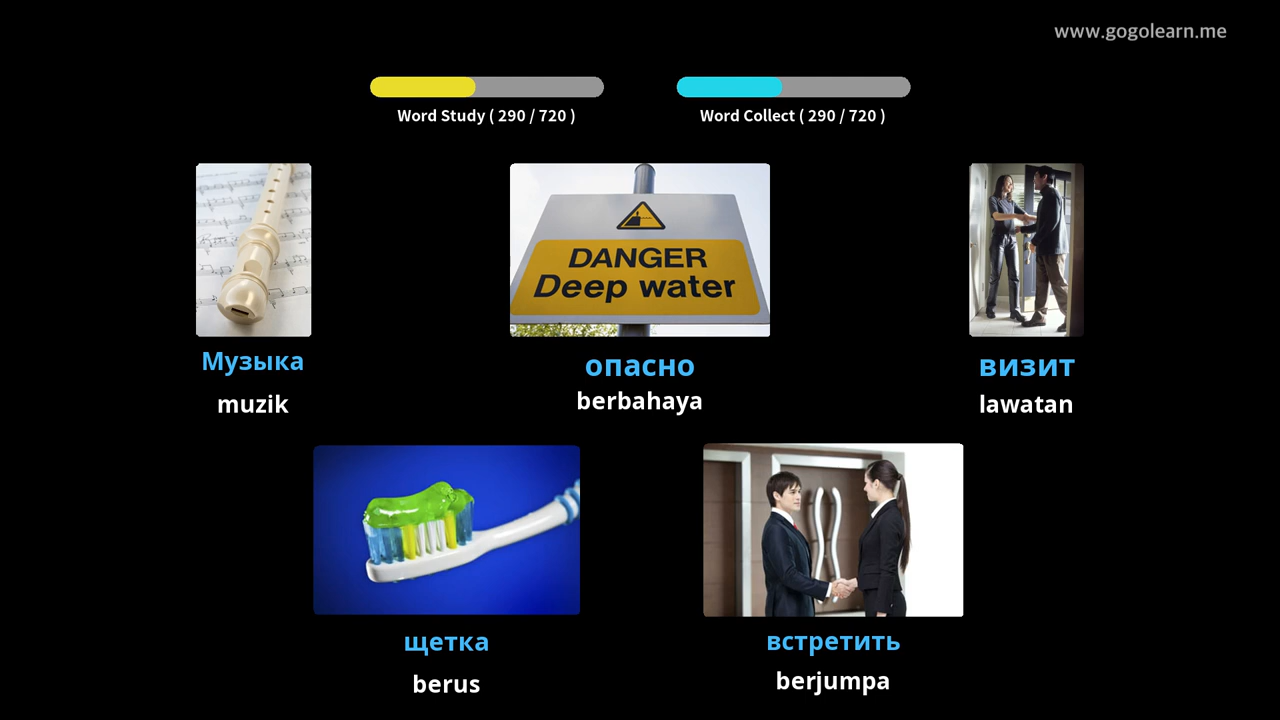 www.gogolearn.me
Word Study ( 290 / 720 )
Word Collect ( 290 / 720 )
DANGER
Deep water
Музыка
muzik
опасно
berbahaya
визит
lawatan
щетка
berus
встретить
berjumpa